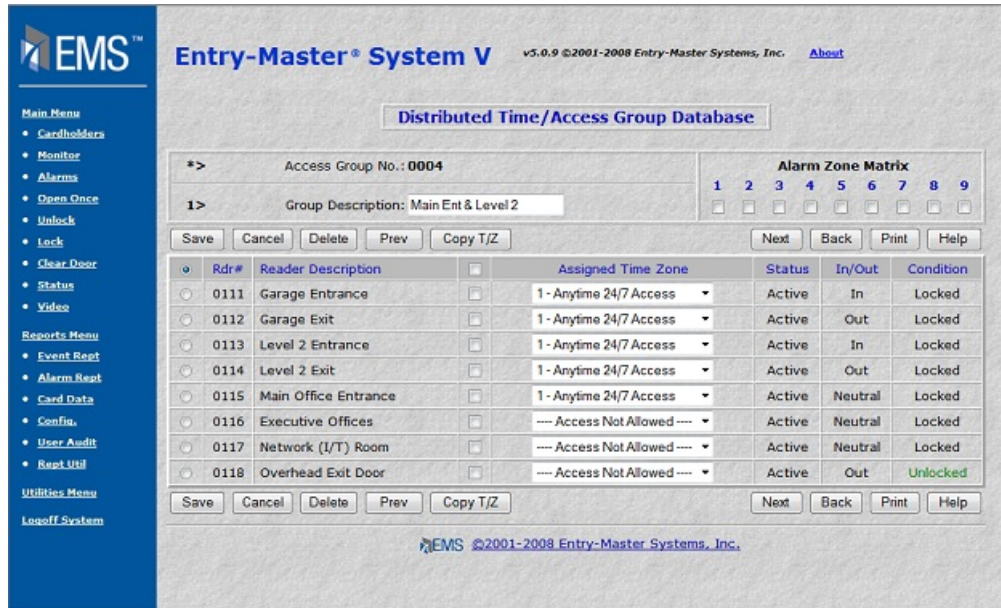 EMS™
Entry-Master® System V v5.0.9 ©2001-2008 Entry-Master Systems, Inc. About
Distributed Time/Access Group Database
Main Menu
Cardholders
Monitor
Alarms
Open Once
Unlock
Lock
Clear Door
Status
Video
Reports Menu
Event Rept
Alarm Rept
Card Data
Config.
User Audit
Rept Util
Utilities Menu
Logoff System
*> Access Group No.: 0004
1> Group Description: Main Ent & Level 2
Alarm Zone Matrix
1 2 3 4 5 6 7 8 9
Save Cancel Delete Prev Copy T/Z Next Back Print Help
Rdr# Reader Description Assigned Time Zone Status In/Out Condition
0111 Garage Entrance 1 - Anytime 24/7 Access Active In Locked
0112 Garage Exit 1 - Anytime 24/7 Access Active Out Locked
0113 Level 2 Entrance 1 - Anytime 24/7 Access Active In Locked
0114 Level 2 Exit 1 - Anytime 24/7 Access Active Out Locked
0115 Main Office Entrance 1 - Anytime 24/7 Access Active Neutral Locked
0116 Executive Offices ---- Access Not Allowed ---- Active Neutral Locked
0117 Network (I/T) Room ---- Access Not Allowed ---- Active Neutral Locked
0118 Overhead Exit Door ---- Access Not Allowed ---- Active Out Unlocked
Save Cancel Delete Prev Copy T/Z Next Back Print Help
EMS ©2001-2008 Entry-Master Systems, Inc.